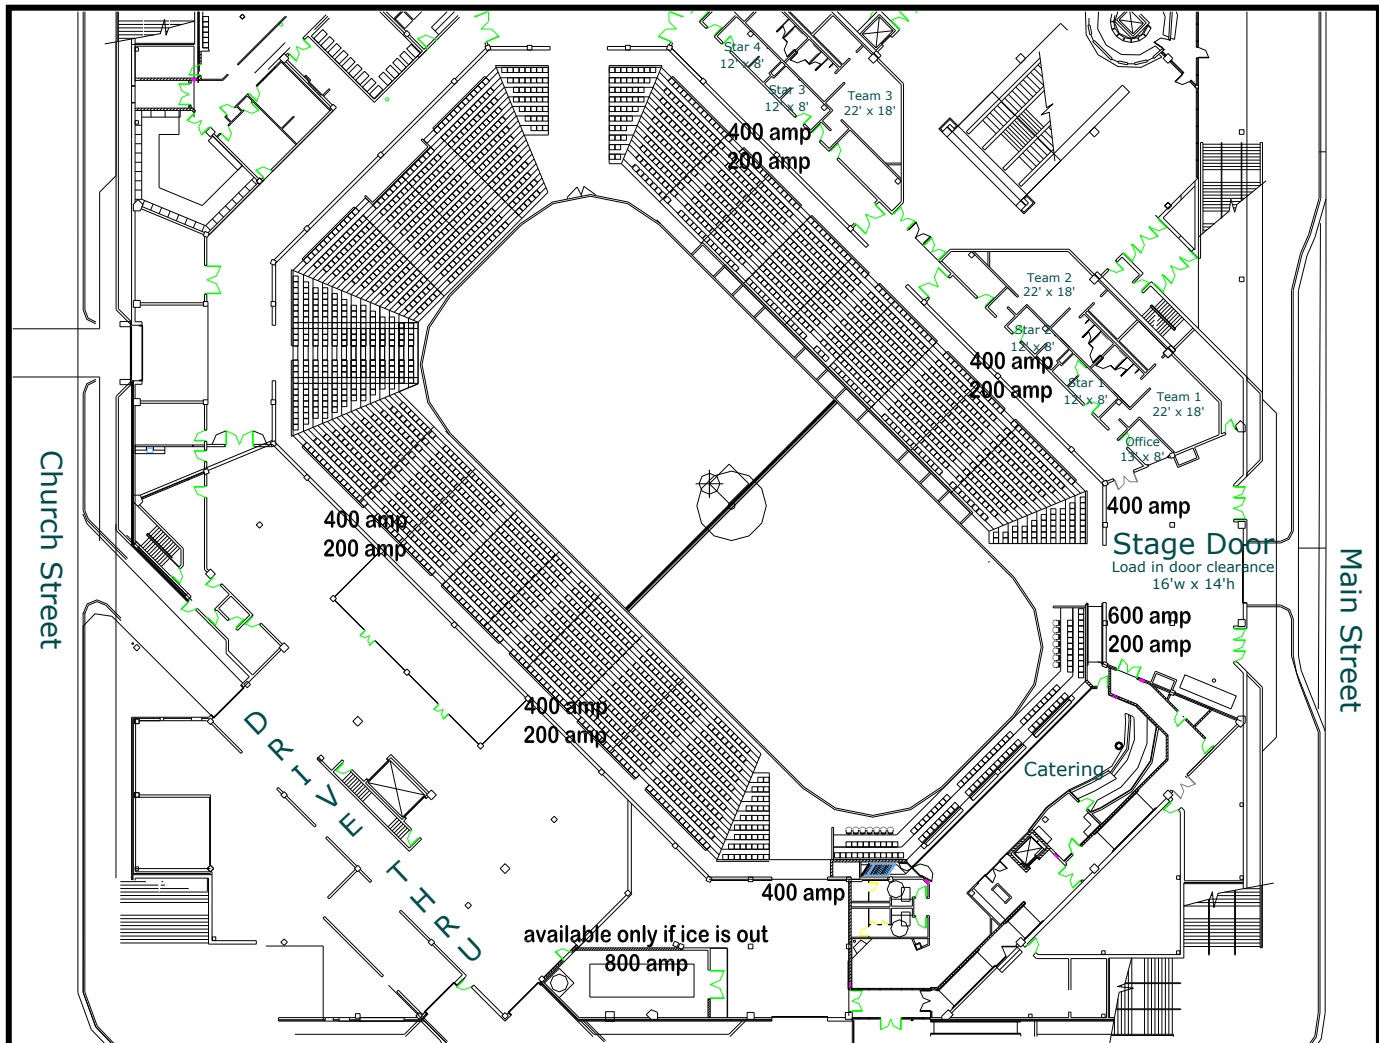 Star 4
12' x 8'
Star 3
12' x 8'
Team 3
22' x 18'
400 amp
200 amp
Team 2
22' x 18'
Star 2
12' x 8'
400 amp
200 amp
Star 1
12' x 8'
Team 1
22' x 18'
Office
13' x 8'
400 amp
Stage Door
Load in door clearance
16'w x 14'h
600 amp
200 amp
Church Street
Main Street
400 amp
200 amp
400 amp
200 amp
DRIVE THRU
Catering
400 amp
available only if ice is out
800 amp